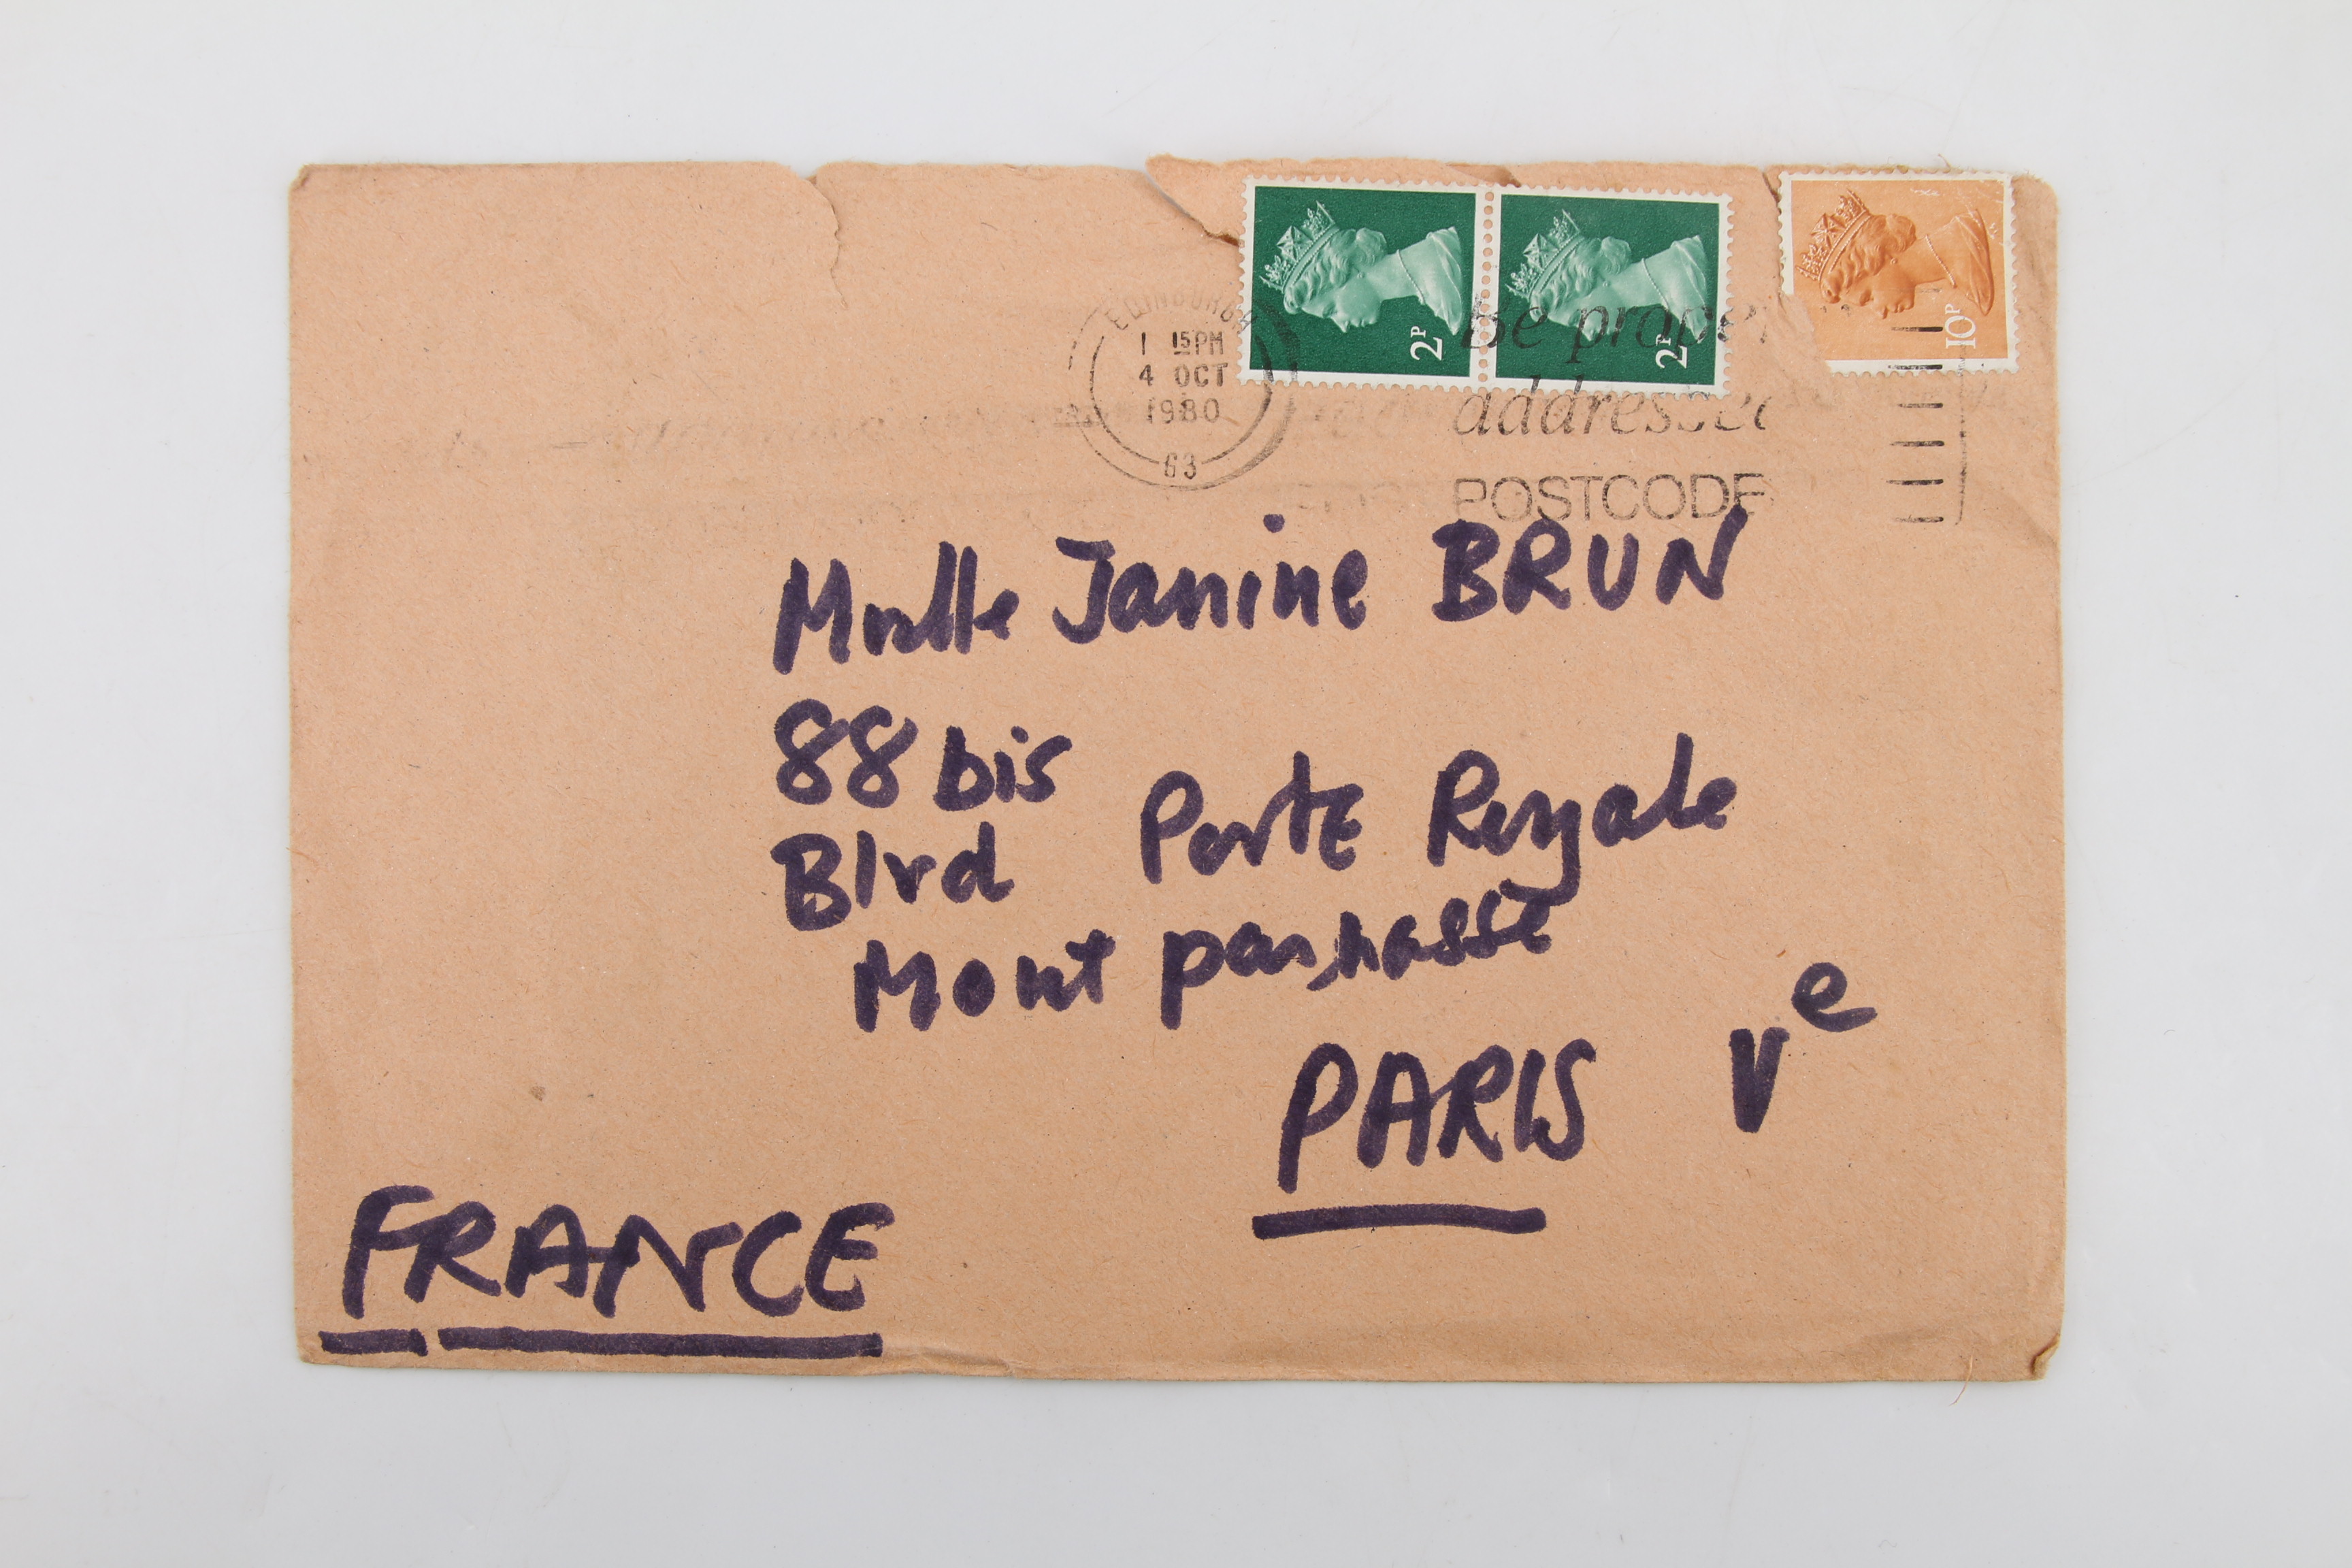 2P 2P 10P
EDINBURGH
1 15PM
4 OCT
1980
63
Be proper
addressed
POSTCODE
Mdlle Janine BRUN
88 bis
Blrd Porte Royale
Mont parnasse
PARIS Ve
FRANCE